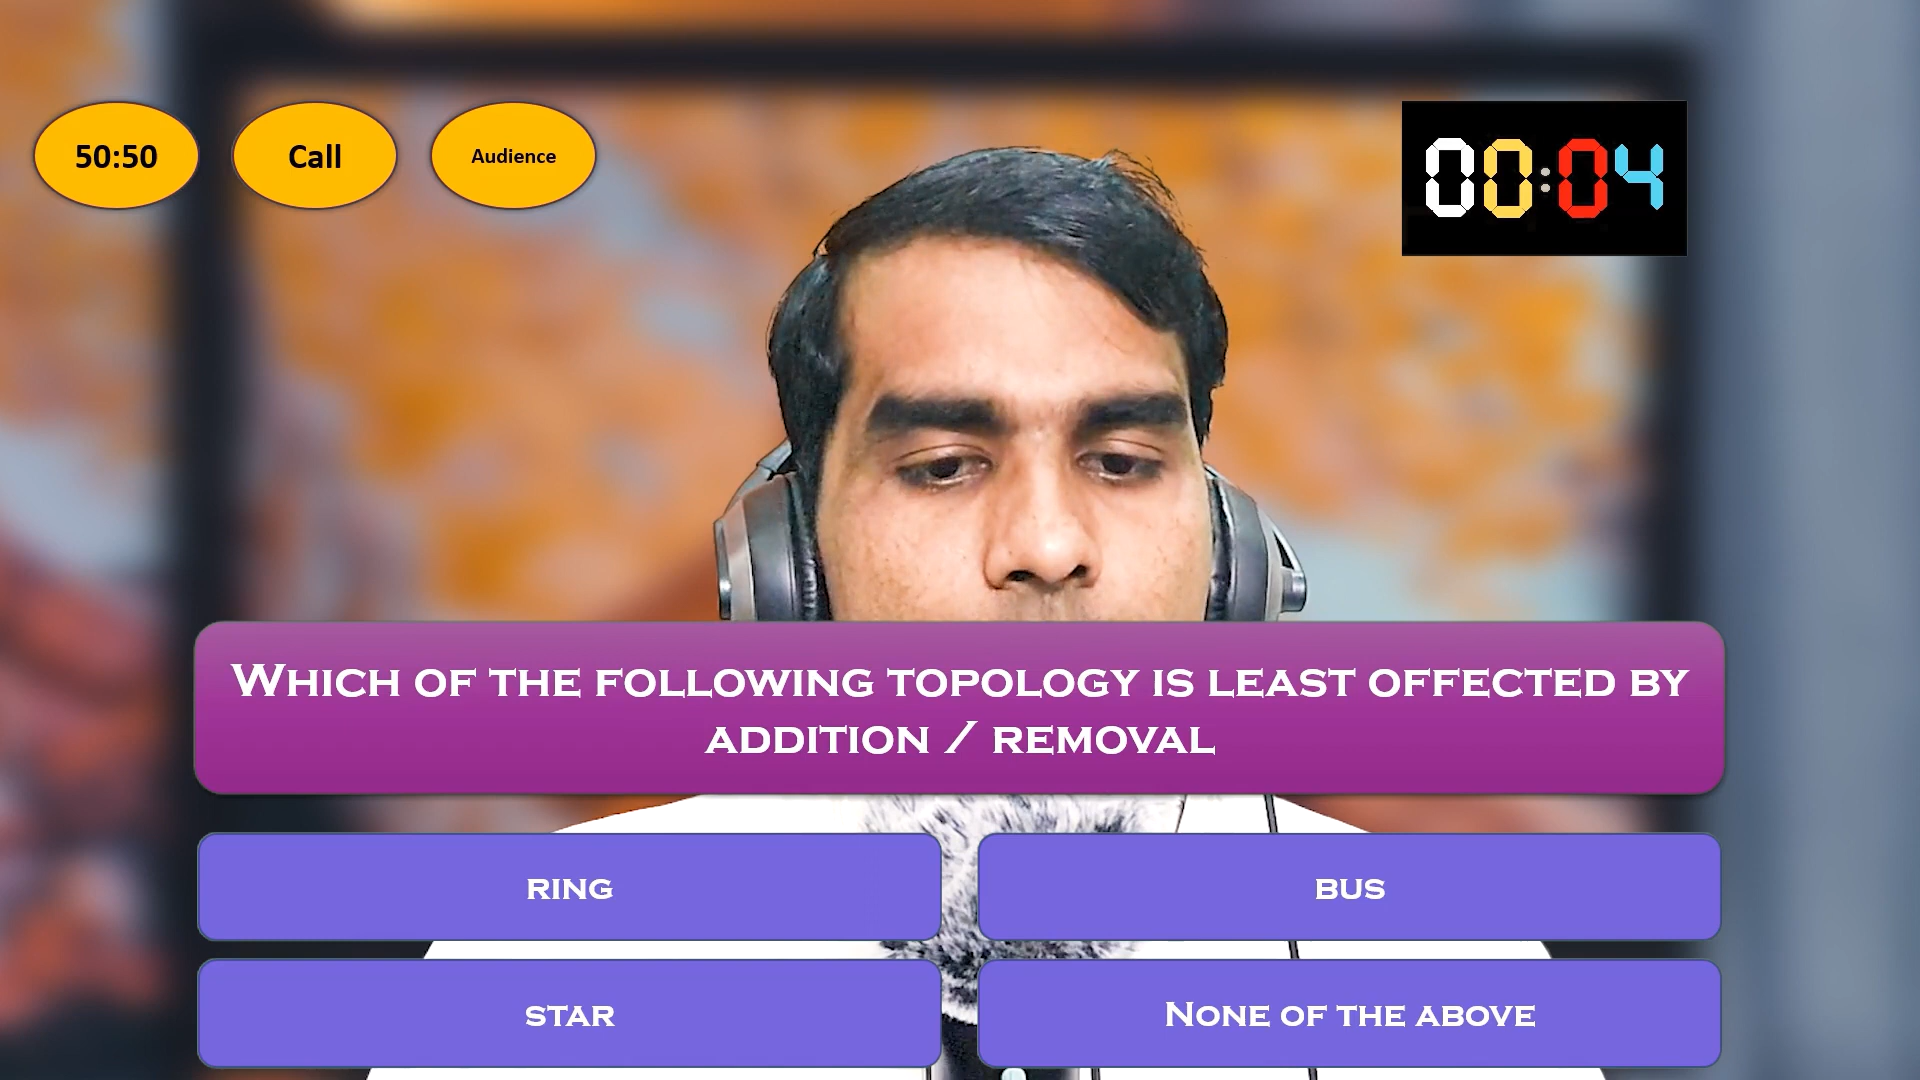 50:50 Call Audience
00:04
Which of the following topology is least offected by
addition / removal
ring
bus
star
None of the above